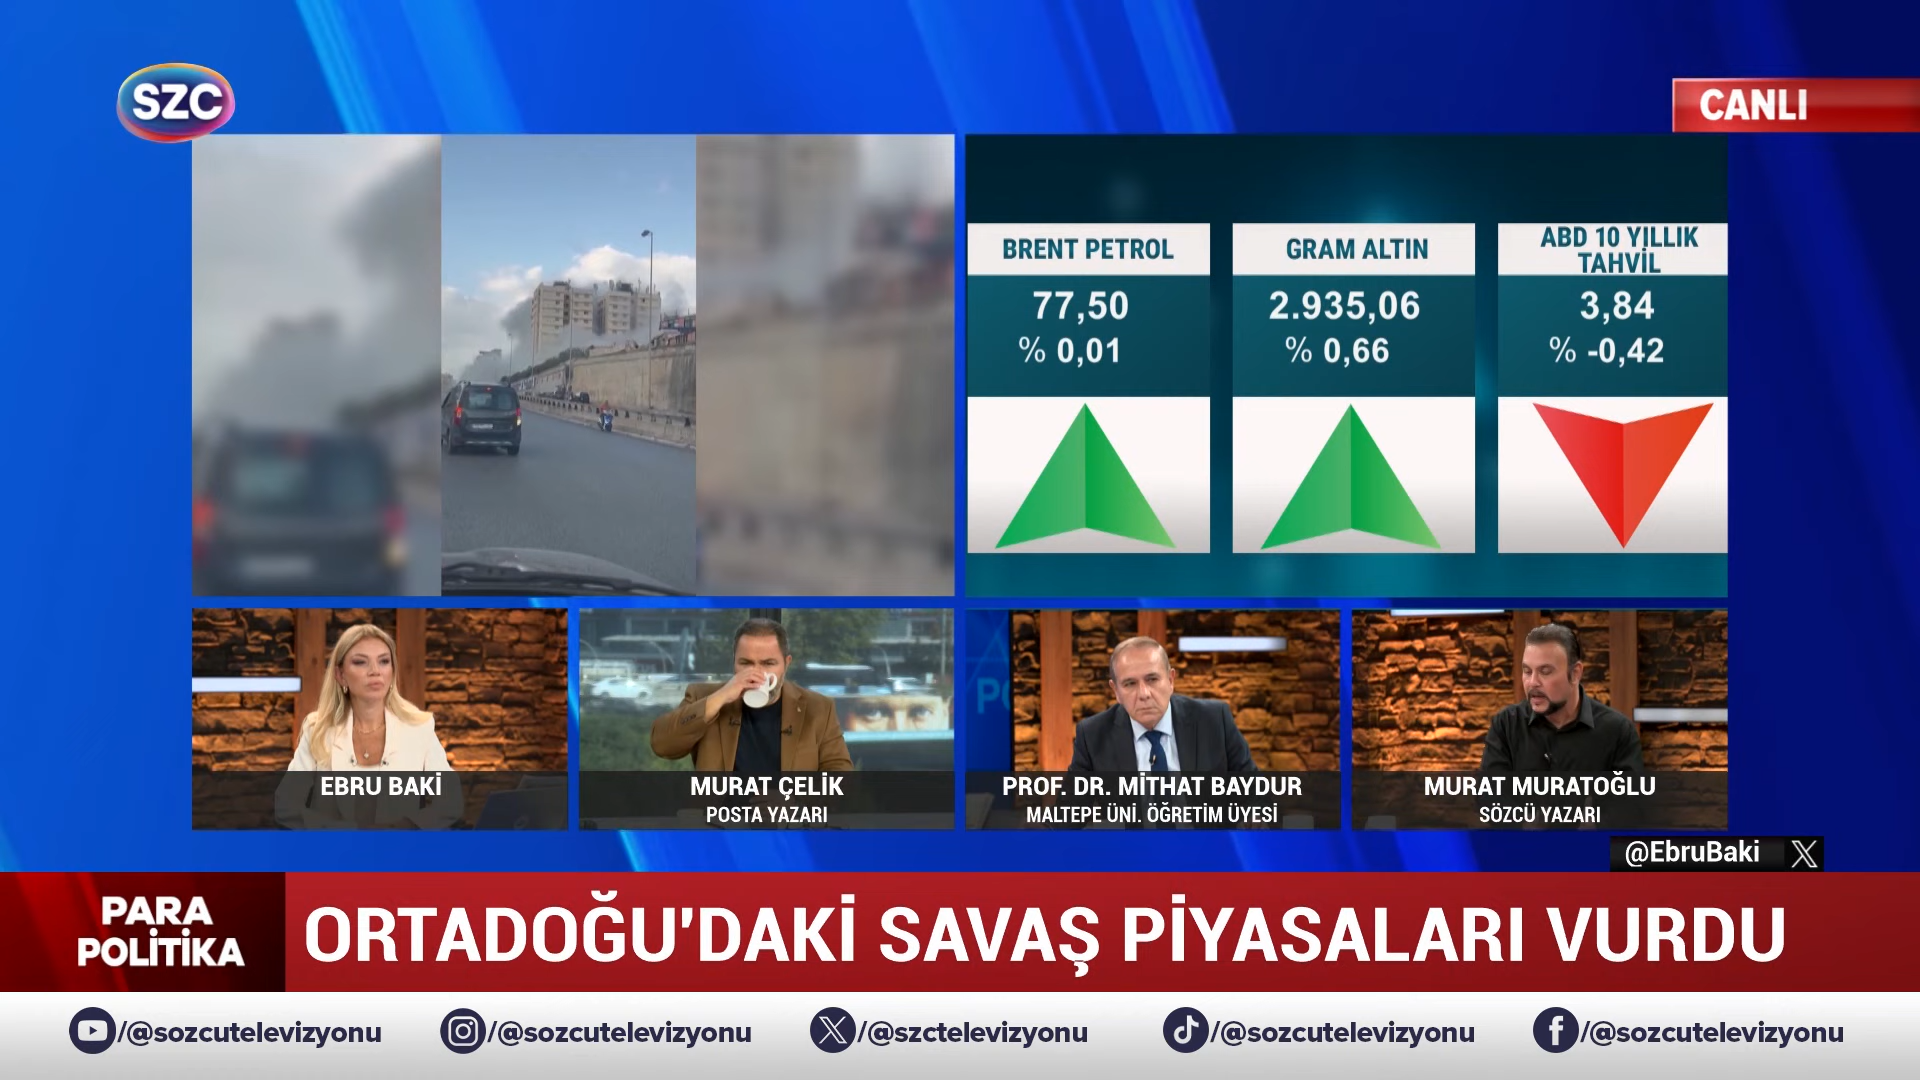 SZC
CANLI
BRENT PETROL
77,50
% 0,01
GRAM ALTIN
2.935,06
% 0,66
ABD 10 YILLIK
TAHVİL
3,84
% -0,42
EBRU BAKİ
MURAT ÇELİK
POSTA YAZARI
PROF. DR. MİTHAT BAYDUR
MALTEPE ÜNİ. ÖĞRETİM ÜYESİ
MURAT MURATOĞLU
SÖZCÜ YAZARI
@EbruBaki
PARA
POLİTİKA
ORTADOĞU'DAKİ SAVAŞ PİYASALARI VURDU
/@sozcutelevizyonu
/@sozcutelevizyonu
/@szctelevizyonu
/@sozcutelevizyonu
/@sozcutelevizyonu